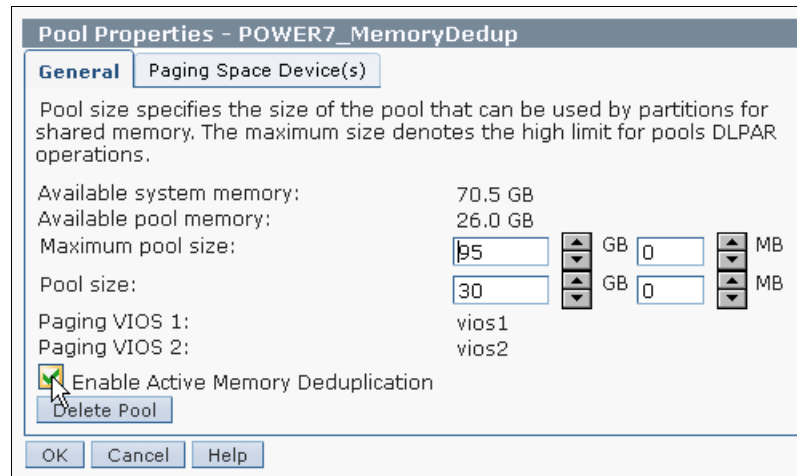 Pool Properties - POWER7_MemoryDedup
General Paging Space Device(s)
Pool size specifies the size of the pool that can be used by partitions for
shared memory. The maximum size denotes the high limit for pools DLPAR
operations.
Available system memory: 70.5 GB
Available pool memory: 26.0 GB
Maximum pool size: 95 GB 0 MB
Pool size: 30 GB 0 MB
Paging VIOS 1: vios1
Paging VIOS 2: vios2
Enable Active Memory Deduplication
Delete Pool
OK Cancel Help